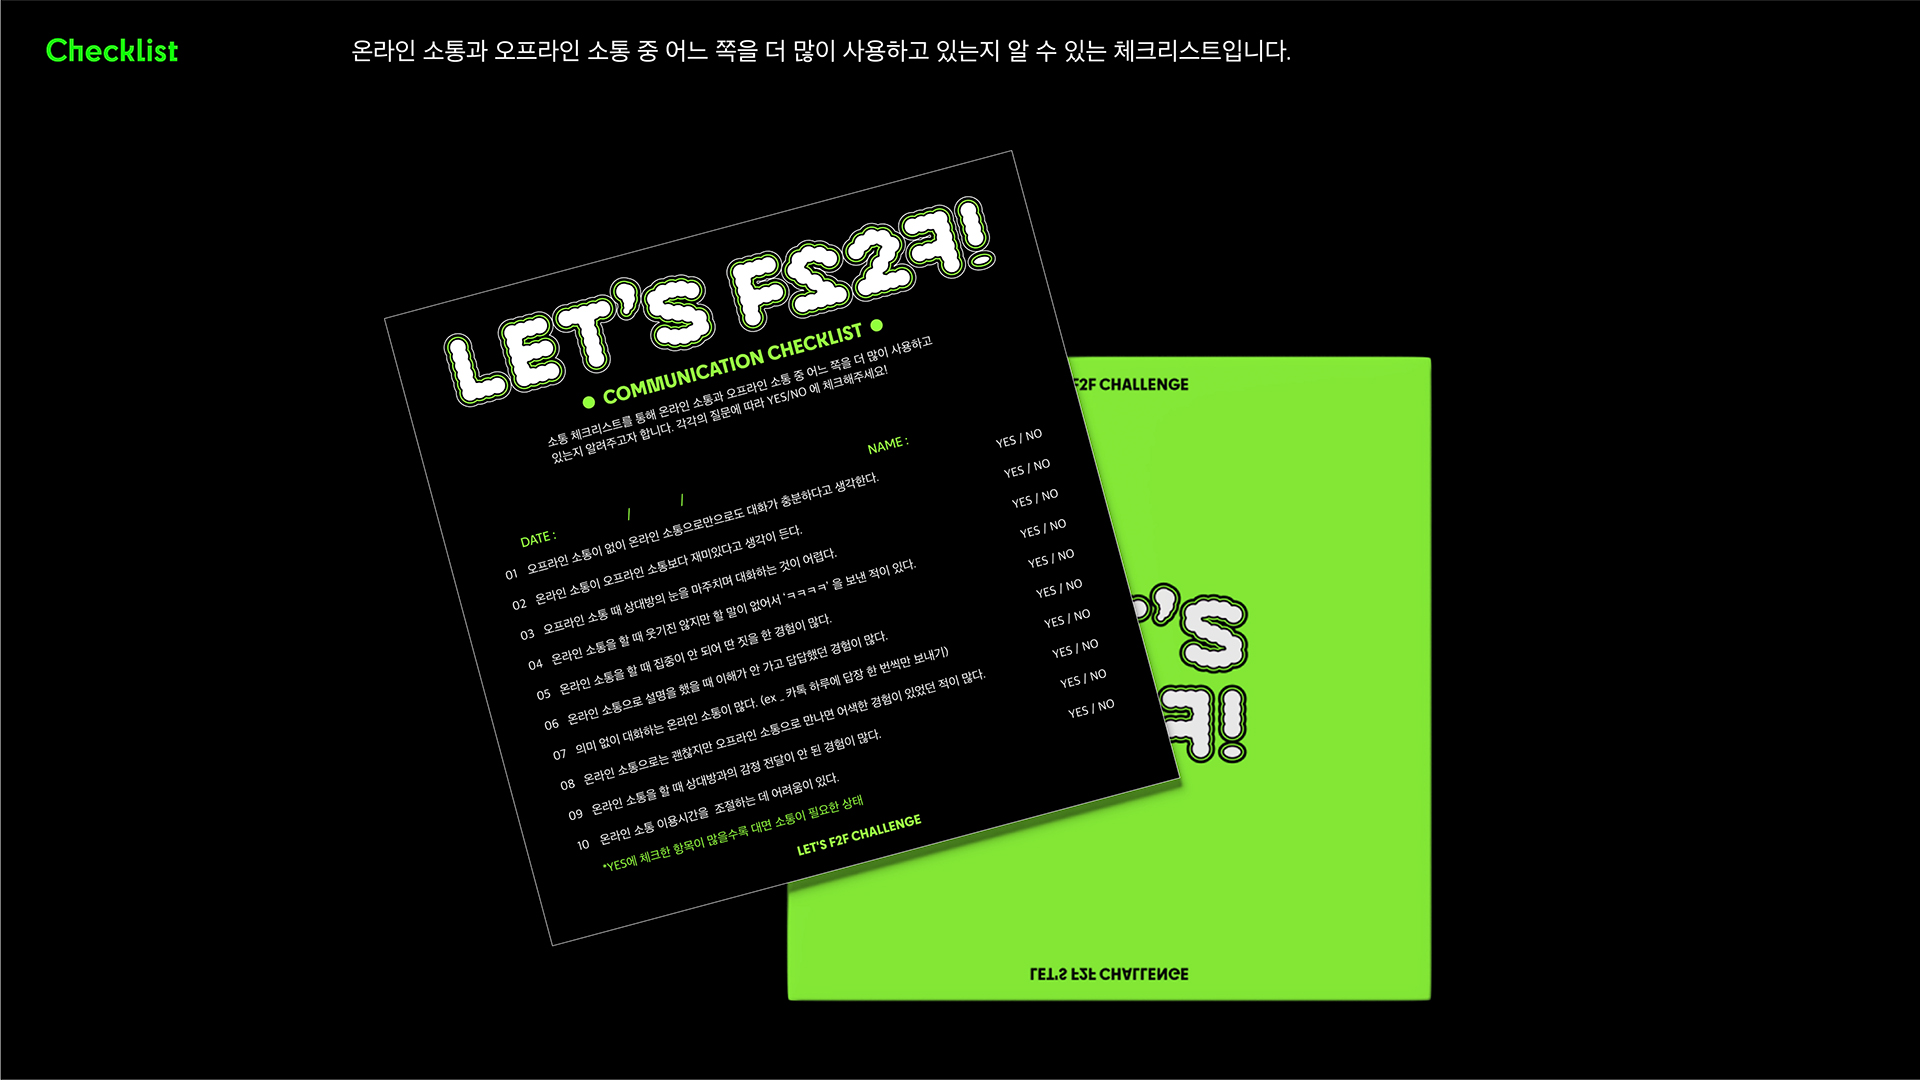 Checklist
온라인 소통과 오프라인 소통 중 어느 쪽을 더 많이 사용하고 있는지 알 수 있는 체크리스트입니다.
LET'S F22F!
● COMMUNICATION CHECKLIST ●
소통 체크리스트를 통해 온라인 소통과 오프라인 소통 중 어느 쪽을 더 많이 사용하고
있는지 알려주고자 합니다. 각각의 질문에 따라 YES/NO 에 체크해주세요!
DATE : / / NAME :
01 오프라인 소통이 없이 온라인 소통으로만으로도 대화가 충분하다고 생각한다. YES / NO
02 온라인 소통이 오프라인 소통보다 재미있다고 생각이 든다. YES / NO
03 오프라인 소통 때 상대방의 눈을 마주치며 대화하는 것이 어렵다. YES / NO
04 온라인 소통을 할 때 웃기진 않지만 할 말이 없어서 'ㅋㅋㅋㅋ' 을 보낸 적이 있다. YES / NO
05 온라인 소통을 할 때 집중이 안 되어 딴 짓을 한 경험이 많다. YES / NO
06 온라인 소통으로 설명을 했을 때 이해가 안 가고 답답했던 경험이 많다. YES / NO
07 의미 없이 대화하는 온라인 소통이 많다. (ex _ 카톡 하루에 답장 한 번씩만 보내기) YES / NO
08 온라인 소통으로는 괜찮지만 오프라인 소통으로 만나면 어색한 경험이 있었던 적이 많다. YES / NO
09 온라인 소통을 할 때 상대방과의 감정 전달이 안 된 경험이 많다. YES / NO
10 온라인 소통 이용시간을 조절하는 데 어려움이 있다. YES / NO
*YES에 체크한 항목이 많을수록 대면 소통이 필요한 상태
LET'S F2F CHALLENGE
F2F CHALLENGE
'S
F!
LET'S F2F CHALLENGE